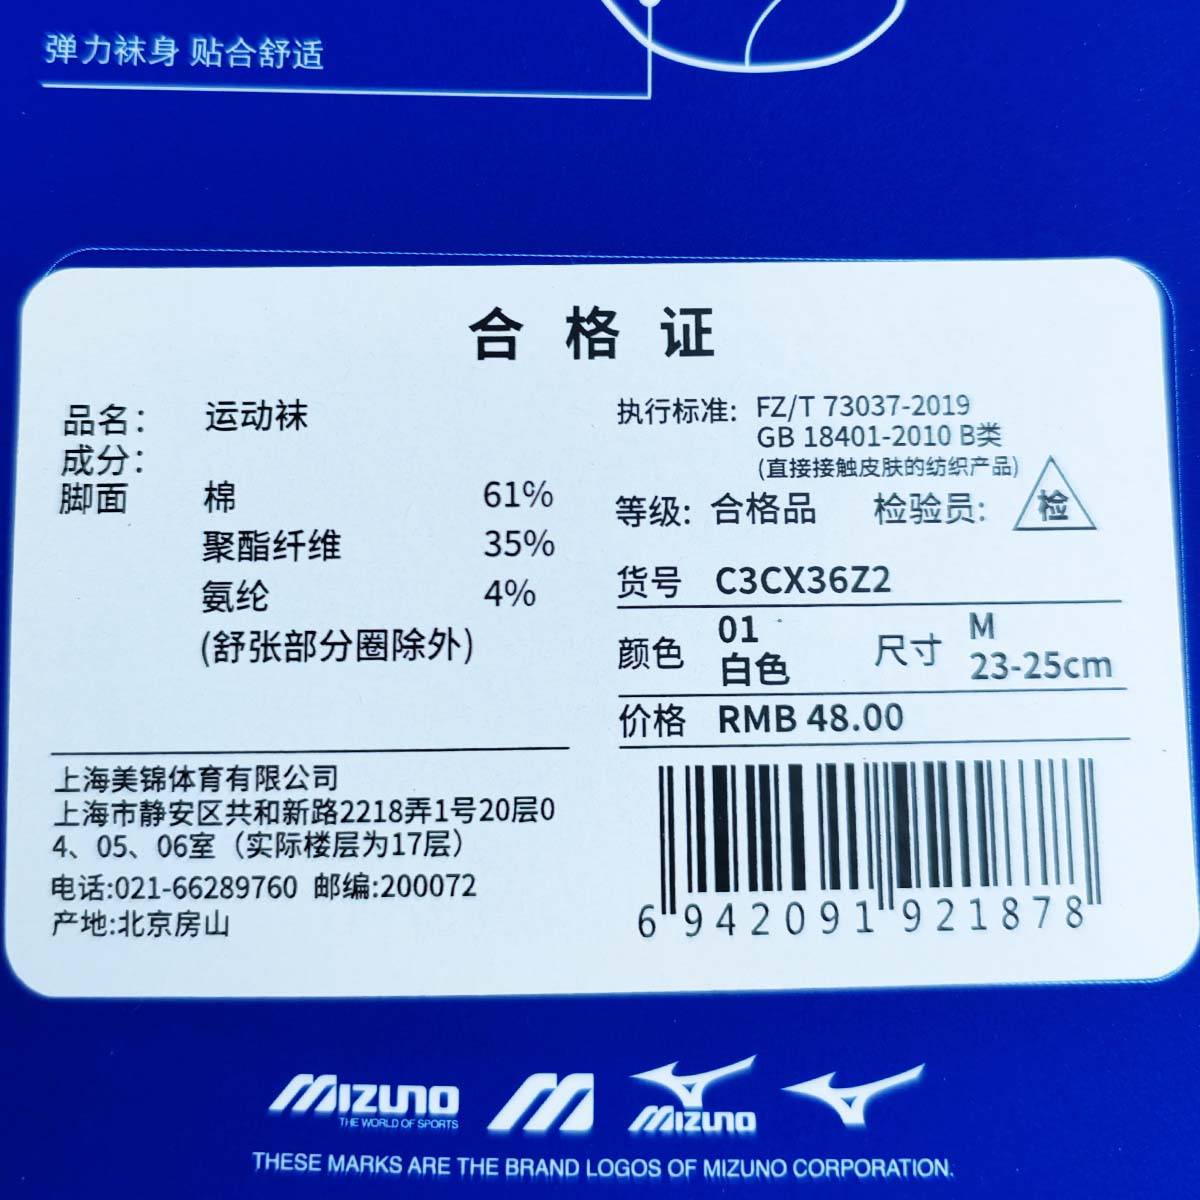 弹力袜身 贴合舒适
合格证
品名： 运动袜
成分：
脚面 棉 61%
聚酯纤维 35%
氨纶 4%
(舒张部分圈除外)
执行标准: FZ/T 73037-2019
GB 18401-2010 B类
(直接接触皮肤的纺织产品)
等级: 合格品 检验员: 检
货号 C3CX36Z2
颜色 01 白色 尺寸 M 23-25cm
价格 RMB 48.00
上海美锦体育有限公司
上海市静安区共和新路2218弄1号20层0
4、05、06室（实际楼层为17层）
电话:021-66289760 邮编:200072
产地:北京房山
6 942091 921878
MIZUNO
THE WORLD OF SPORTS
MIZUNO
THESE MARKS ARE THE BRAND LOGOS OF MIZUNO CORPORATION.